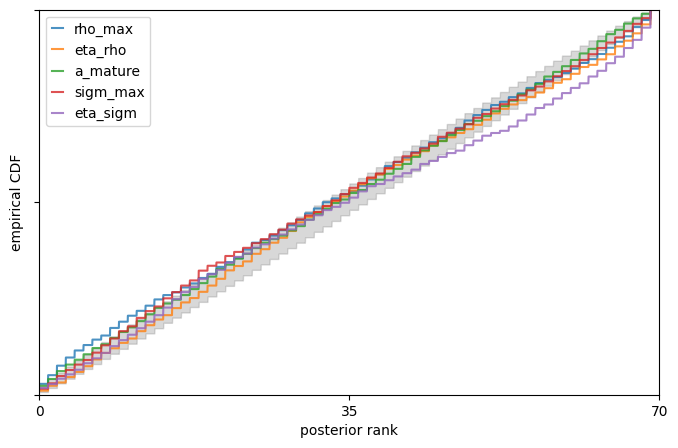 rho_max
eta_rho
a_mature
sigm_max
eta_sigm
empirical CDF
0
35
70
posterior rank